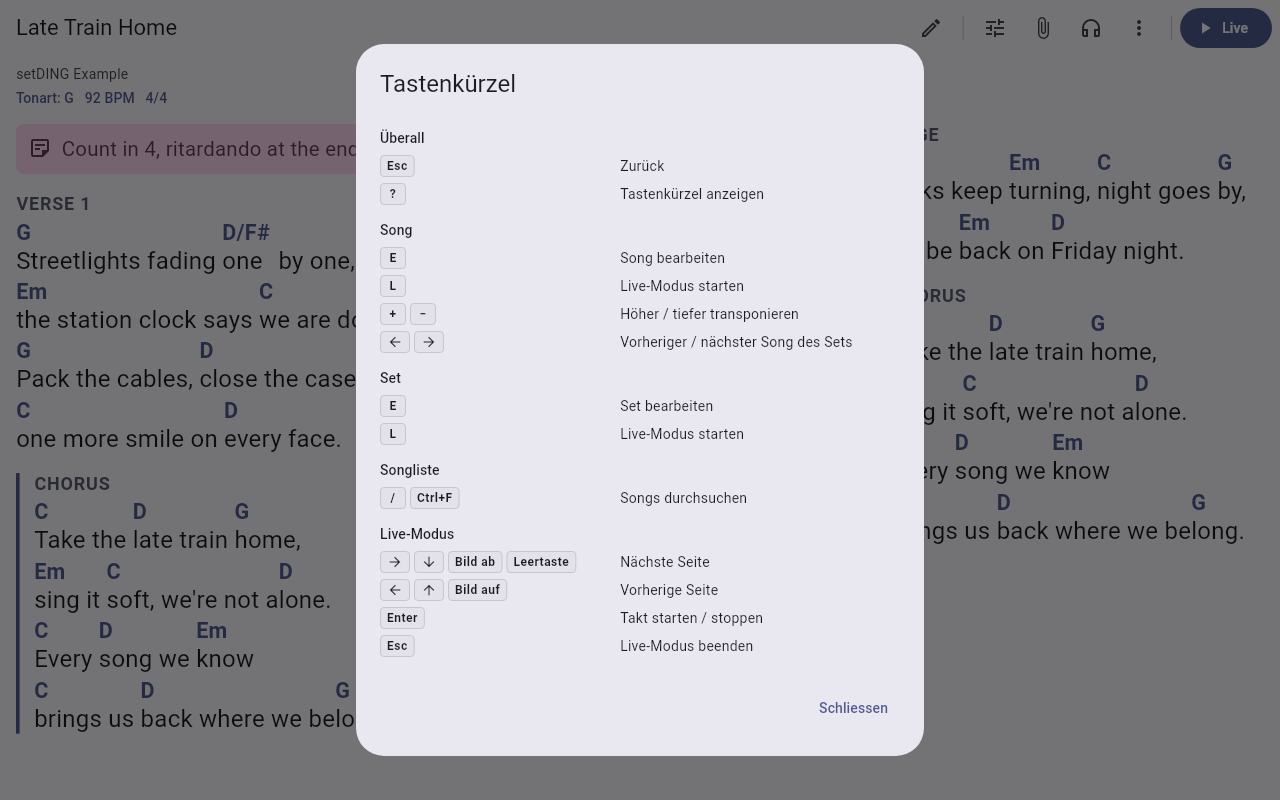 Late Train Home
Live
setDING Example
Tonart: G 92 BPM 4/4
Count in 4, ritardando at the end
VERSE 1
G D/F#
Streetlights fading one by one,
Em C
the station clock says we are
G D
Pack the cables, close the case
C D
one more smile on every face.
CHORUS
C D G
Take the late train home,
Em C D
sing it soft, we're not alone.
C D Em
Every song we know
C D G
brings us back where we belo
Tastenkürzel
Überall
Esc Zurück
? Tastenkürzel anzeigen
Song
E Song bearbeiten
L Live-Modus starten
+ − Höher / tiefer transponieren
← → Vorheriger / nächster Song des Sets
Set
E Set bearbeiten
L Live-Modus starten
Songliste
/ Ctrl+F Songs durchsuchen
Live-Modus
→ ↓ Bild ab Leertaste Nächste Seite
← ↑ Bild auf Vorherige Seite
Enter Takt starten / stoppen
Esc Live-Modus beenden
Schliessen
GE
Em C G
ks keep turning, night goes by,
Em D
be back on Friday night.
ORUS
D G
ke the late train home,
C D
g it soft, we're not alone.
D Em
ery song we know
D G
ngs us back where we belong.